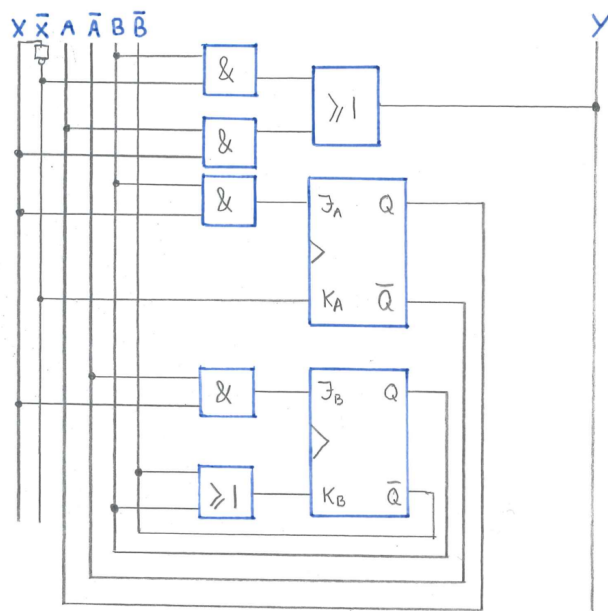 X X̅ A A̅ B B̅ Y
&
≥1
&
&
J_A Q
K_A Q̅
&
J_B Q
≥1
K_B Q̅